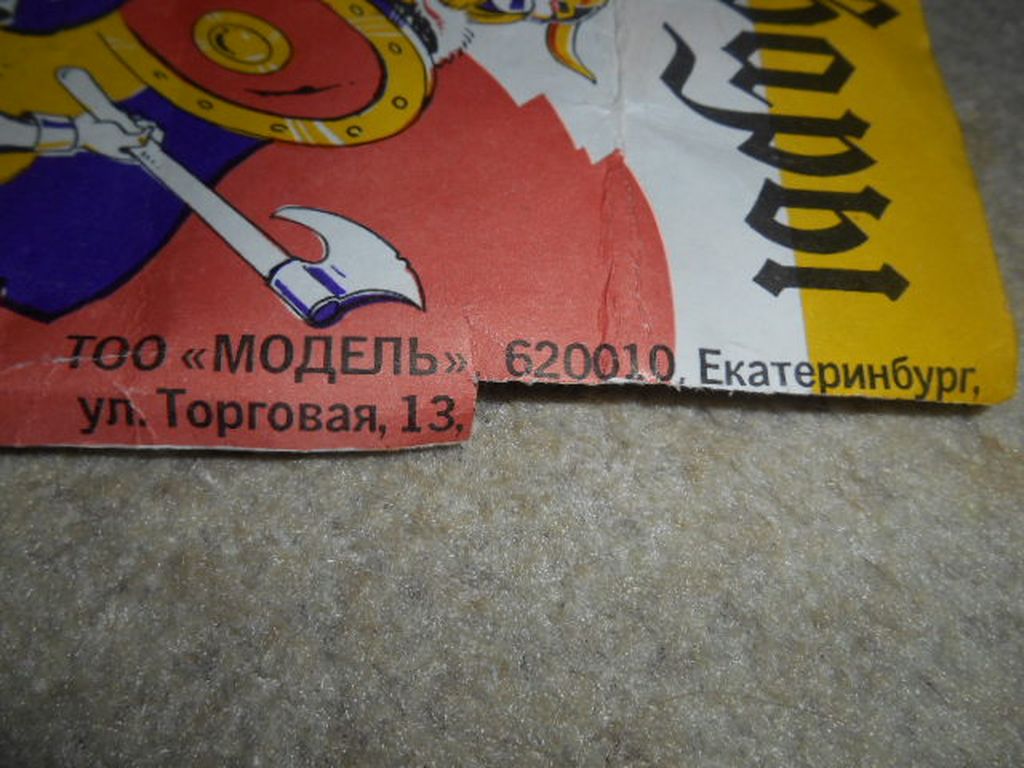 ТОО «МОДЕЛЬ», 620010, Екатеринбург,
ул. Торговая, 13,